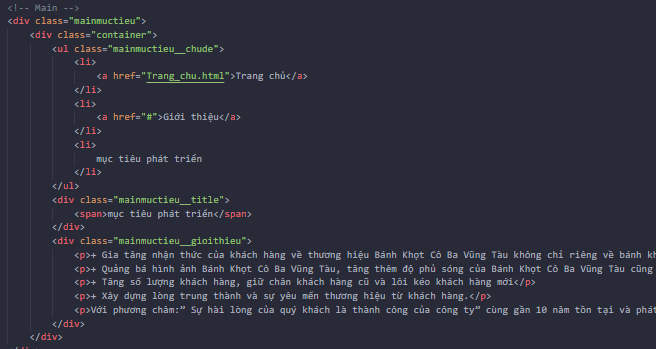 <!-- Main -->
<div class="mainmuctieu">
<div class="container">
<ul class="mainmuctieu__chude">
<li>
<a href="Trang_chu.html">Trang chủ</a>
</li>
<li>
<a href="#">Giới thiệu</a>
</li>
<li>
mục tiêu phát triển
</li>
</ul>
<div class="mainmuctieu__title">
<span>mục tiêu phát triển</span>
</div>
<div class="mainmuctieu__gioithieu">
<p>+ Gia tăng nhận thức của khách hàng về thương hiệu Bánh Khọt Cô Ba Vũng Tàu không chỉ riêng về bánh kh
<p>+ Quảng bá hình ảnh Bánh Khọt Cô Ba Vũng Tàu, tăng thêm độ phủ sóng của Bánh Khọt Cô Ba Vũng Tàu cũng
<p>+ Tăng số lượng khách hàng, giữ chân khách hàng cũ và lôi kéo khách hàng mới</p>
<p>+ Xây dựng lòng trung thành và sự yêu mến thương hiệu từ khách hàng.</p>
<p>Với phương châm:” Sự hài lòng của quý khách là thành công của công ty” cùng gần 10 năm tồn tại và phát
</div>
</div>